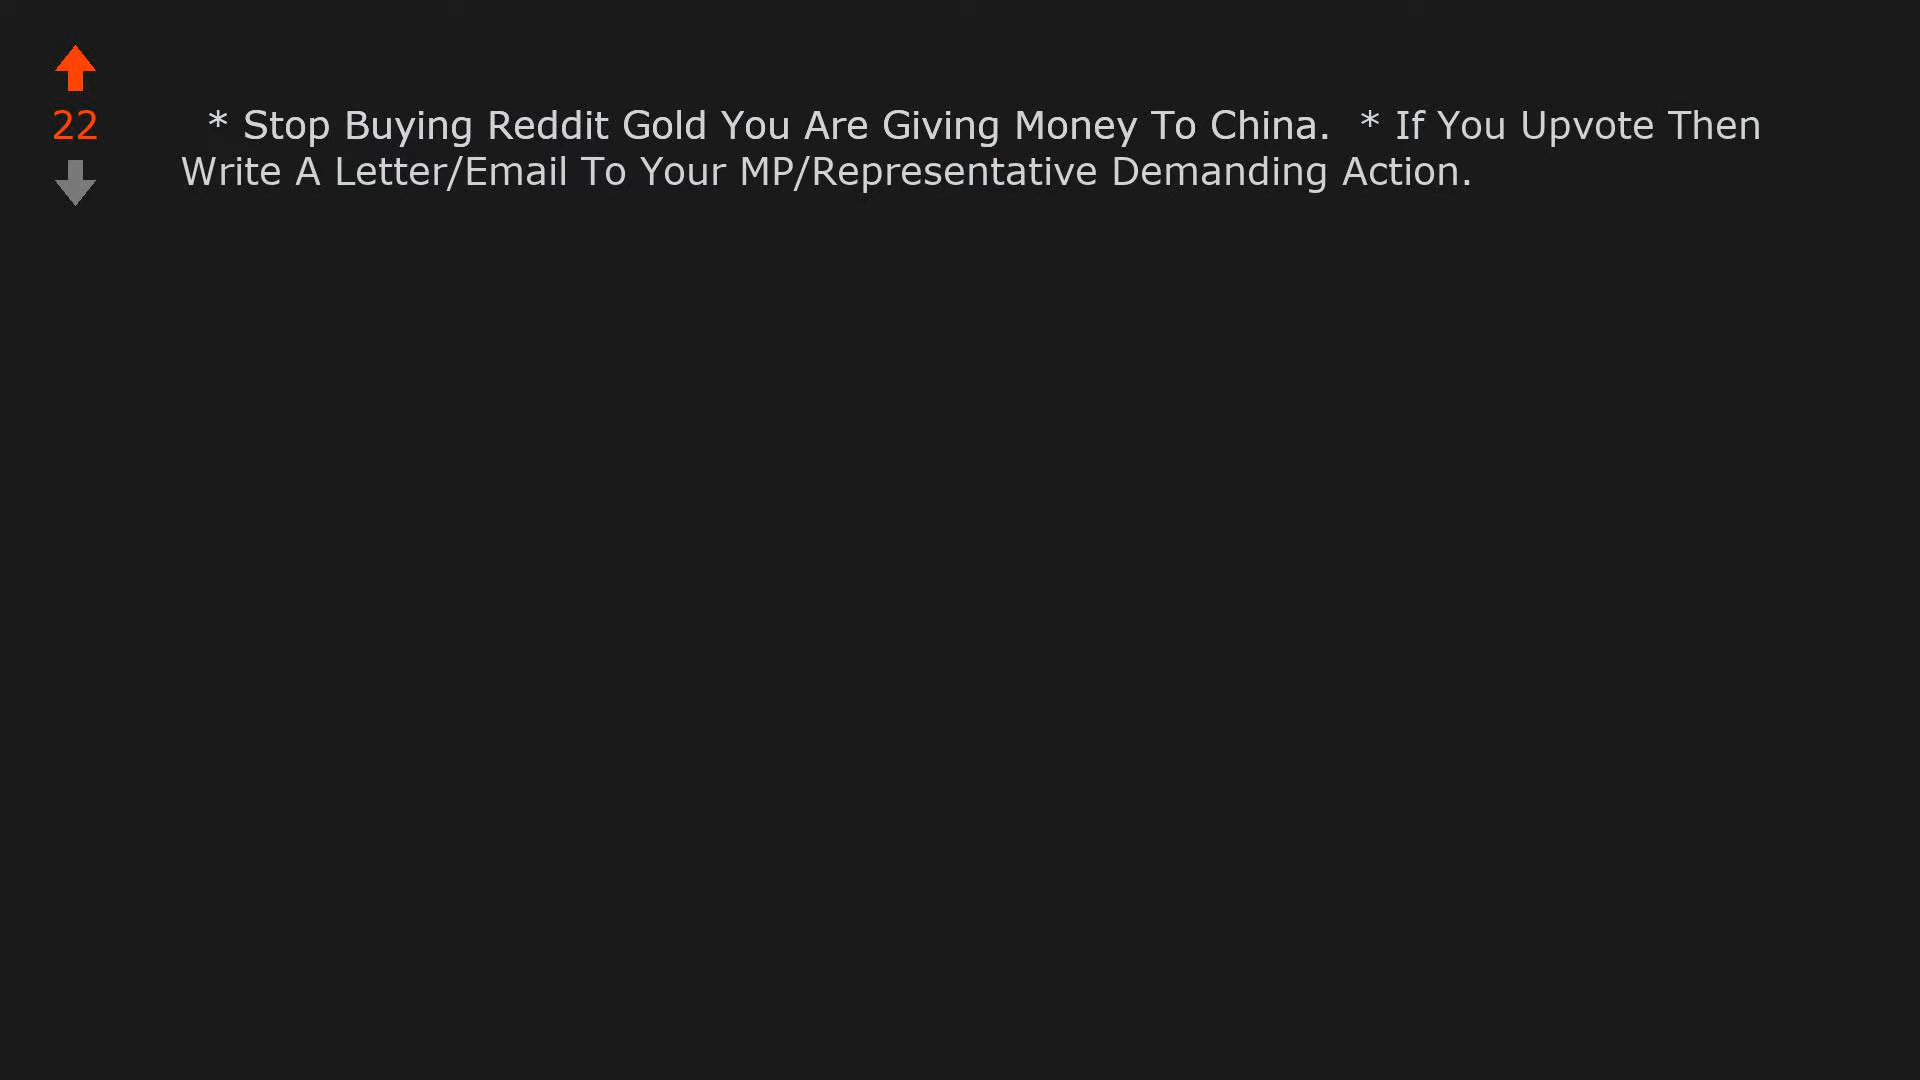 22
* Stop Buying Reddit Gold You Are Giving Money To China.  * If You Upvote Then
Write A Letter/Email To Your MP/Representative Demanding Action.